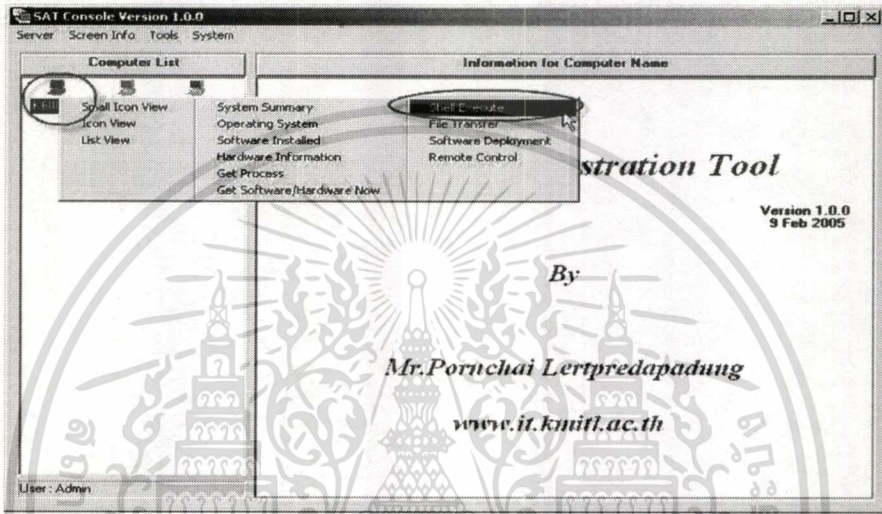 SAT Console Version 1.0.0
Server Screen Info Tools System
Computer List
Information for Computer Name
Small Icon View
Icon View
List View
System Summary
Operating System
Software Installed
Hardware Information
Get Process
Get Software/Hardware Now
Shell Execute
File Transfer
Software Deployment
Remote Control
stration Tool
Version 1.0.0
9 Feb 2005
By
Mr.Pornchai Lertpredapadung
www.it.kmitl.ac.th
User : Admin